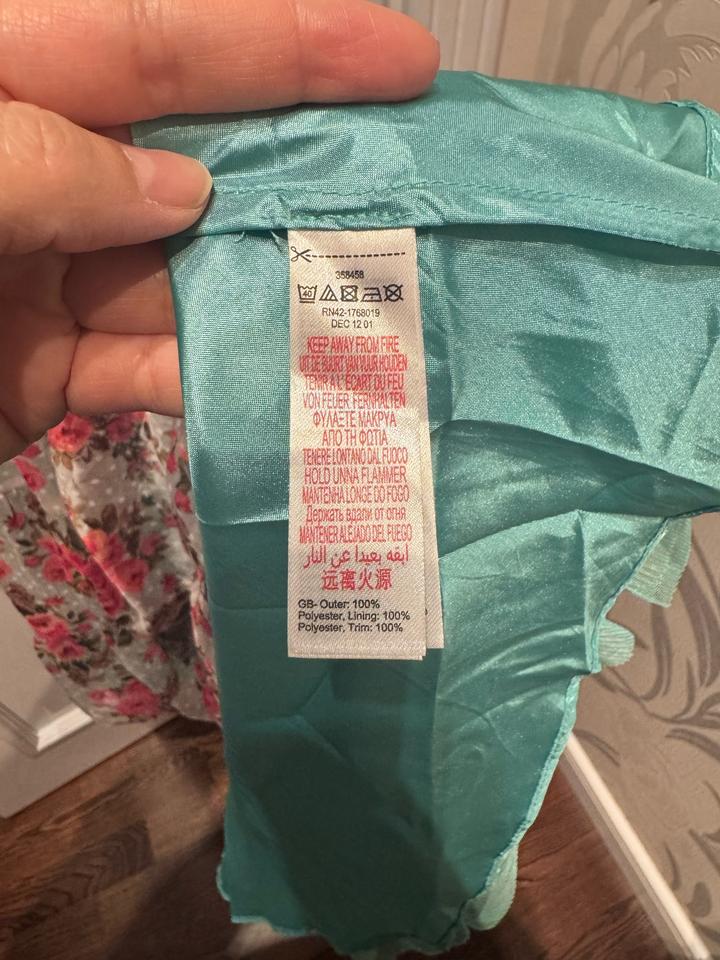 358458
40
RN42-1768019
DEC 12 01
KEEP AWAY FROM FIRE
UIT DE BUURT VAN VUUR HOUDEN
TENIR A L'ÉCART DU FEU
VON FEUER FERNHALTEN
ΦΥΛΑΞΤΕ ΜΑΚΡΥΑ
ΑΠΟ ΤΗ ΦΩΤΙΑ
TENERE LONTANO DAL FUOCO
HOLD UNNA FLAMMER
MANTENHA LONGE DO FOGO
Держать вдали от огня
MANTENER ALEJADO DEL FUEGO
أبقه بعيدا عن النار
远离火源
GB- Outer: 100%
Polyester, Lining: 100%
Polyester, Trim: 100%